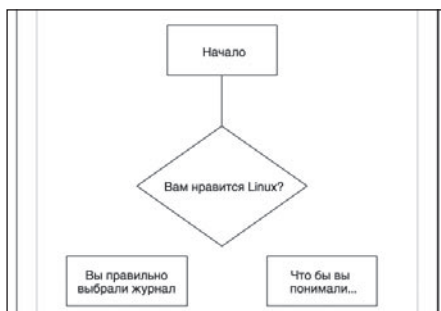 Начало
Вам нравится Linux?
Вы правильно
выбрали журнал
Что бы вы
понимали...